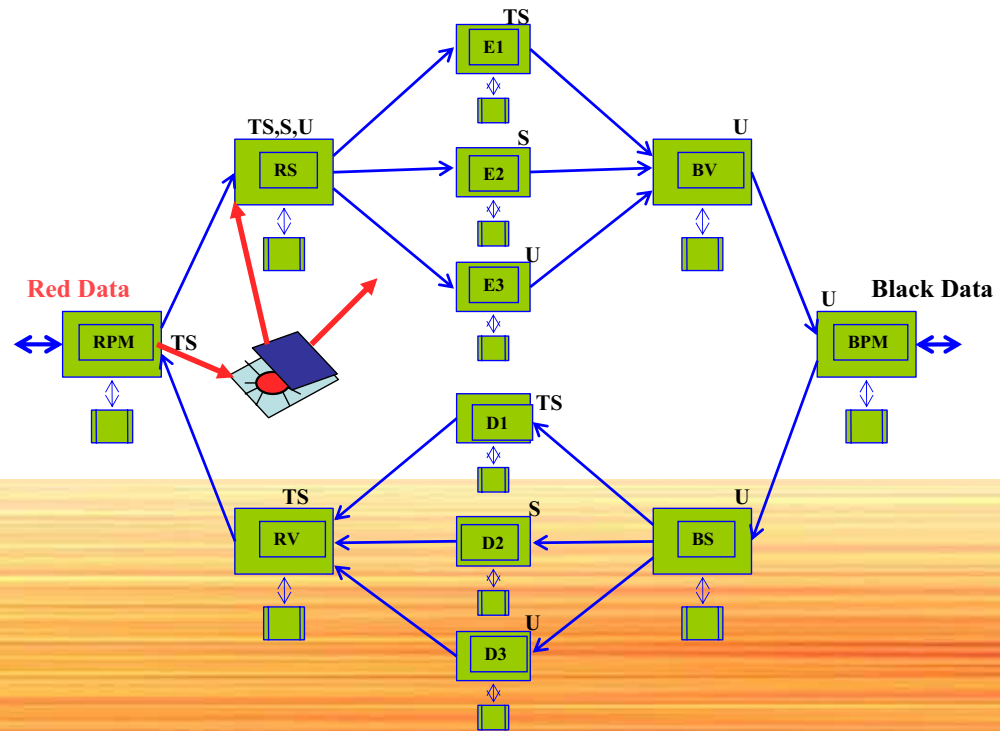 TS
E1
TS,S,U
U
S
RS
E2
BV
U
E3
Red Data
U
Black Data
RPM
TS
BPM
TS
D1
TS
S
U
RV
D2
BS
U
D3